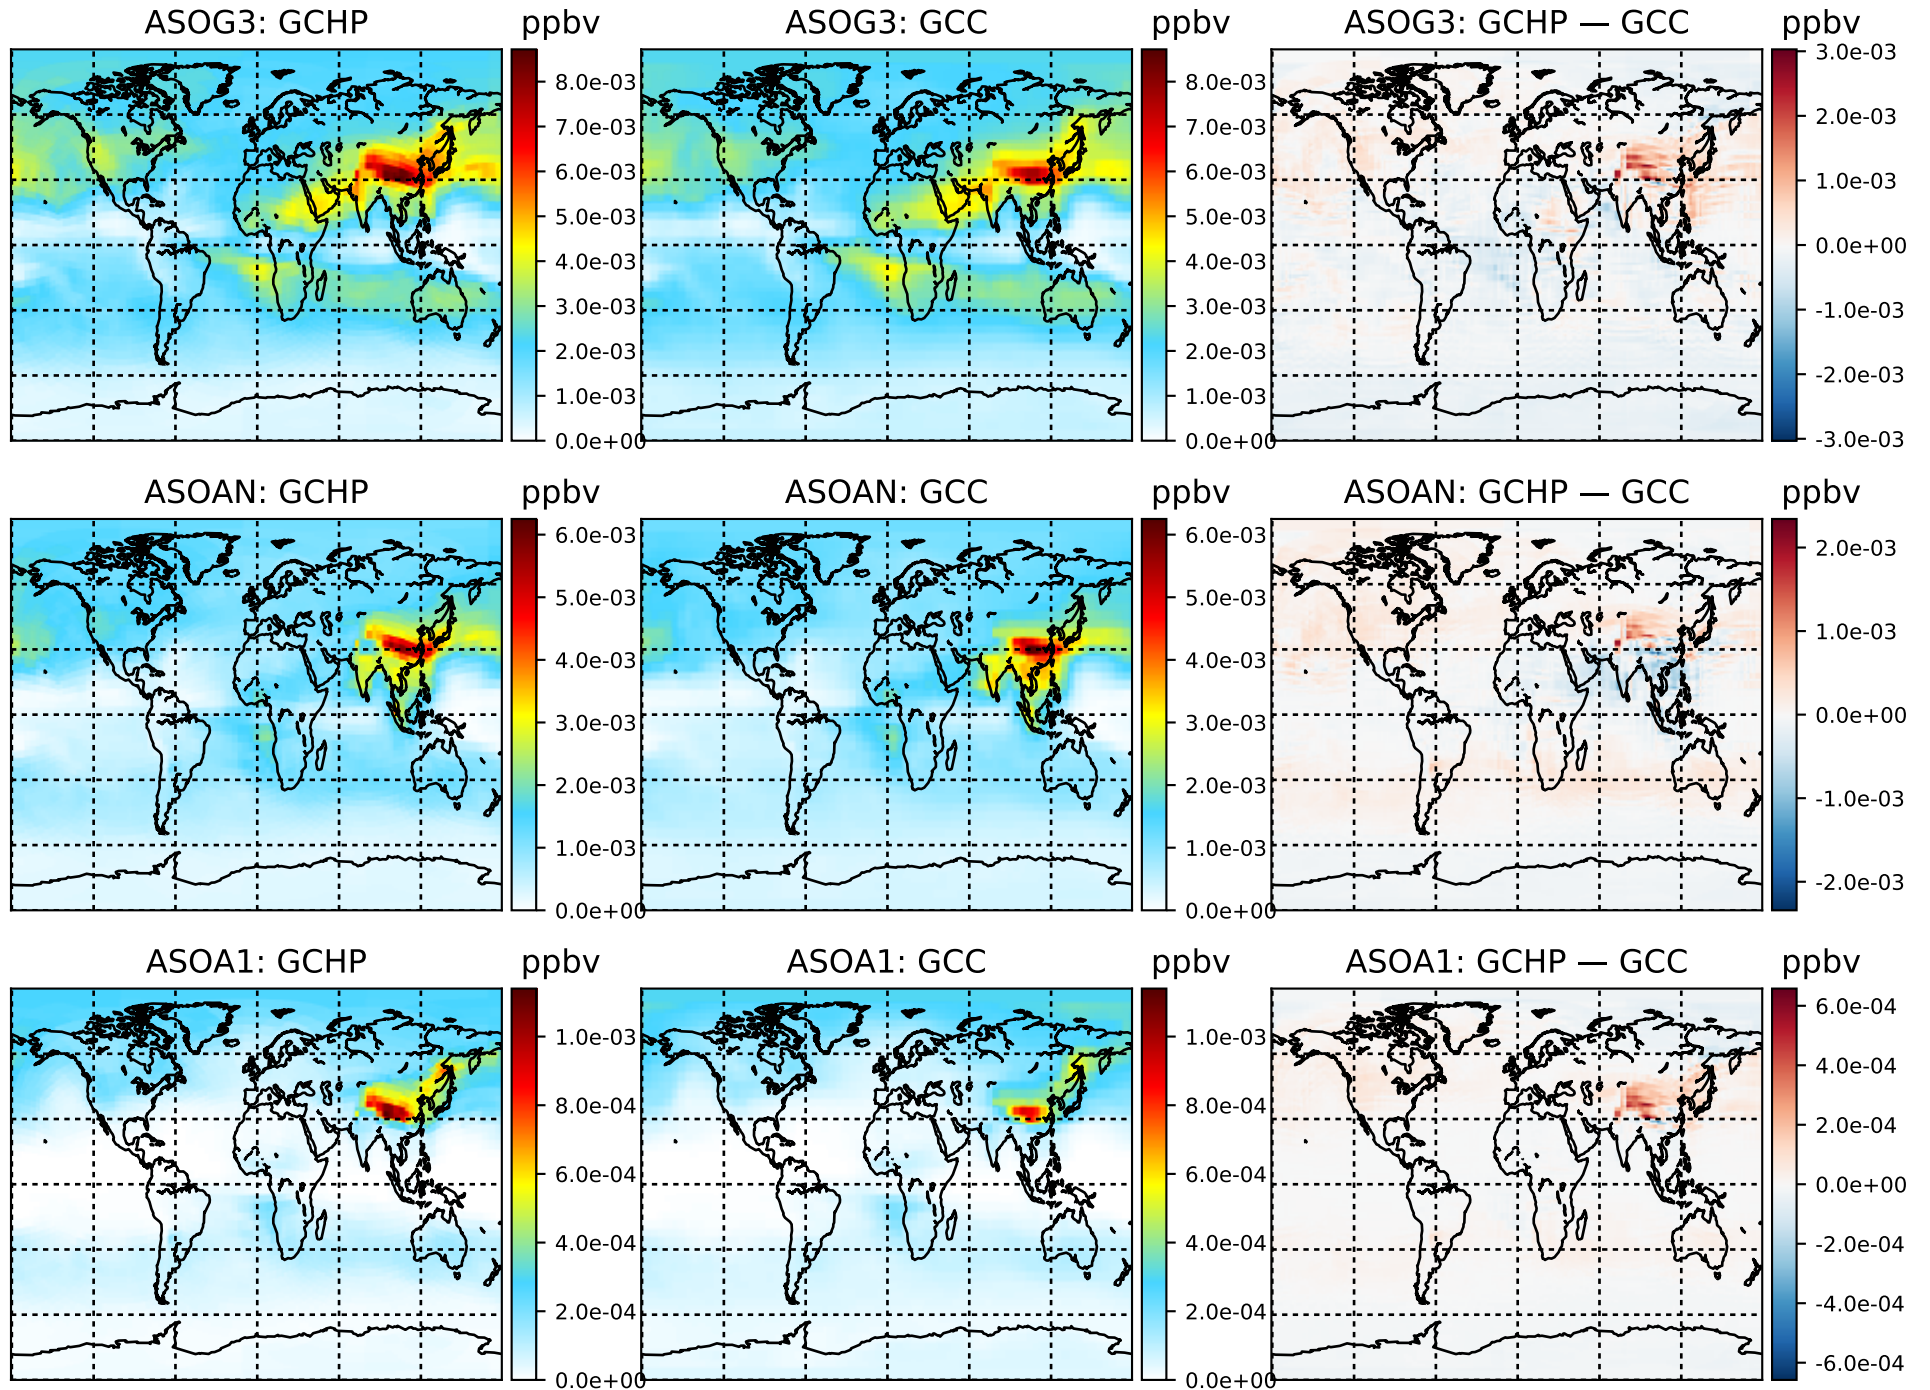 ASOG3: GCHP
ppbv
8.0e-03
7.0e-03
6.0e-03
5.0e-03
4.0e-03
3.0e-03
2.0e-03
1.0e-03
0.0e+00
ASOG3: GCC
ppbv
8.0e-03
7.0e-03
6.0e-03
5.0e-03
4.0e-03
3.0e-03
2.0e-03
1.0e-03
0.0e+00
ASOG3: GCHP — GCC
ppbv
3.0e-03
2.0e-03
1.0e-03
0.0e+00
-1.0e-03
-2.0e-03
-3.0e-03
ASOAN: GCHP
ppbv
6.0e-03
5.0e-03
4.0e-03
3.0e-03
2.0e-03
1.0e-03
0.0e+00
ASOAN: GCC
ppbv
6.0e-03
5.0e-03
4.0e-03
3.0e-03
2.0e-03
1.0e-03
0.0e+00
ASOAN: GCHP — GCC
ppbv
2.0e-03
1.0e-03
0.0e+00
-1.0e-03
-2.0e-03
ASOA1: GCHP
ppbv
1.0e-03
8.0e-04
6.0e-04
4.0e-04
2.0e-04
0.0e+00
ASOA1: GCC
ppbv
1.0e-03
8.0e-04
6.0e-04
4.0e-04
2.0e-04
0.0e+00
ASOA1: GCHP — GCC
ppbv
6.0e-04
4.0e-04
2.0e-04
0.0e+00
-2.0e-04
-4.0e-04
-6.0e-04